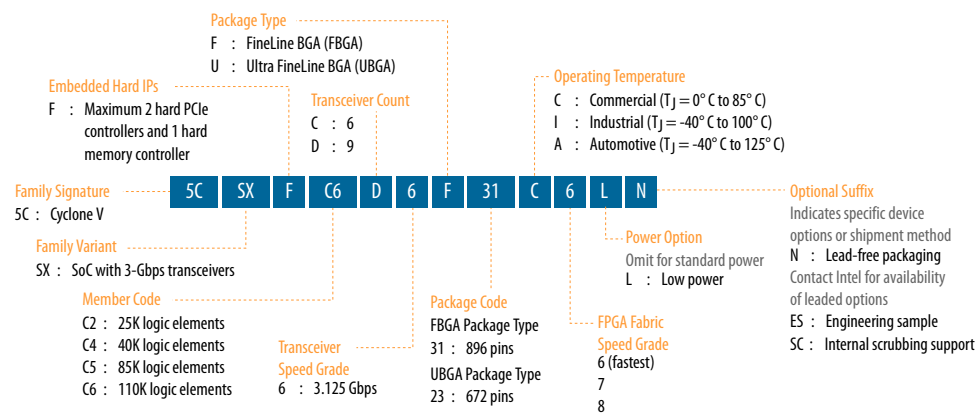 Package Type
F : FineLine BGA (FBGA)
U : Ultra FineLine BGA (UBGA)
Embedded Hard IPs
F : Maximum 2 hard PCIe
controllers and 1 hard
memory controller
Transceiver Count
C : 6
D : 9
Operating Temperature
C : Commercial (TJ = 0° C to 85° C)
I : Industrial (TJ = -40° C to 100° C)
A : Automotive (TJ = -40° C to 125° C)
5C SX F C6 D 6 F 31 C 6 L N
Family Signature
5C : Cyclone V
Family Variant
SX : SoC with 3-Gbps transceivers
Member Code
C2 : 25K logic elements
C4 : 40K logic elements
C5 : 85K logic elements
C6 : 110K logic elements
Transceiver
Speed Grade
6 : 3.125 Gbps
Package Code
FBGA Package Type
31 : 896 pins
UBGA Package Type
23 : 672 pins
FPGA Fabric
Speed Grade
6 (fastest)
7
8
Power Option
Omit for standard power
L : Low power
Optional Suffix
Indicates specific device
options or shipment method
N : Lead-free packaging
Contact Intel for availability
of leaded options
ES : Engineering sample
SC : Internal scrubbing support